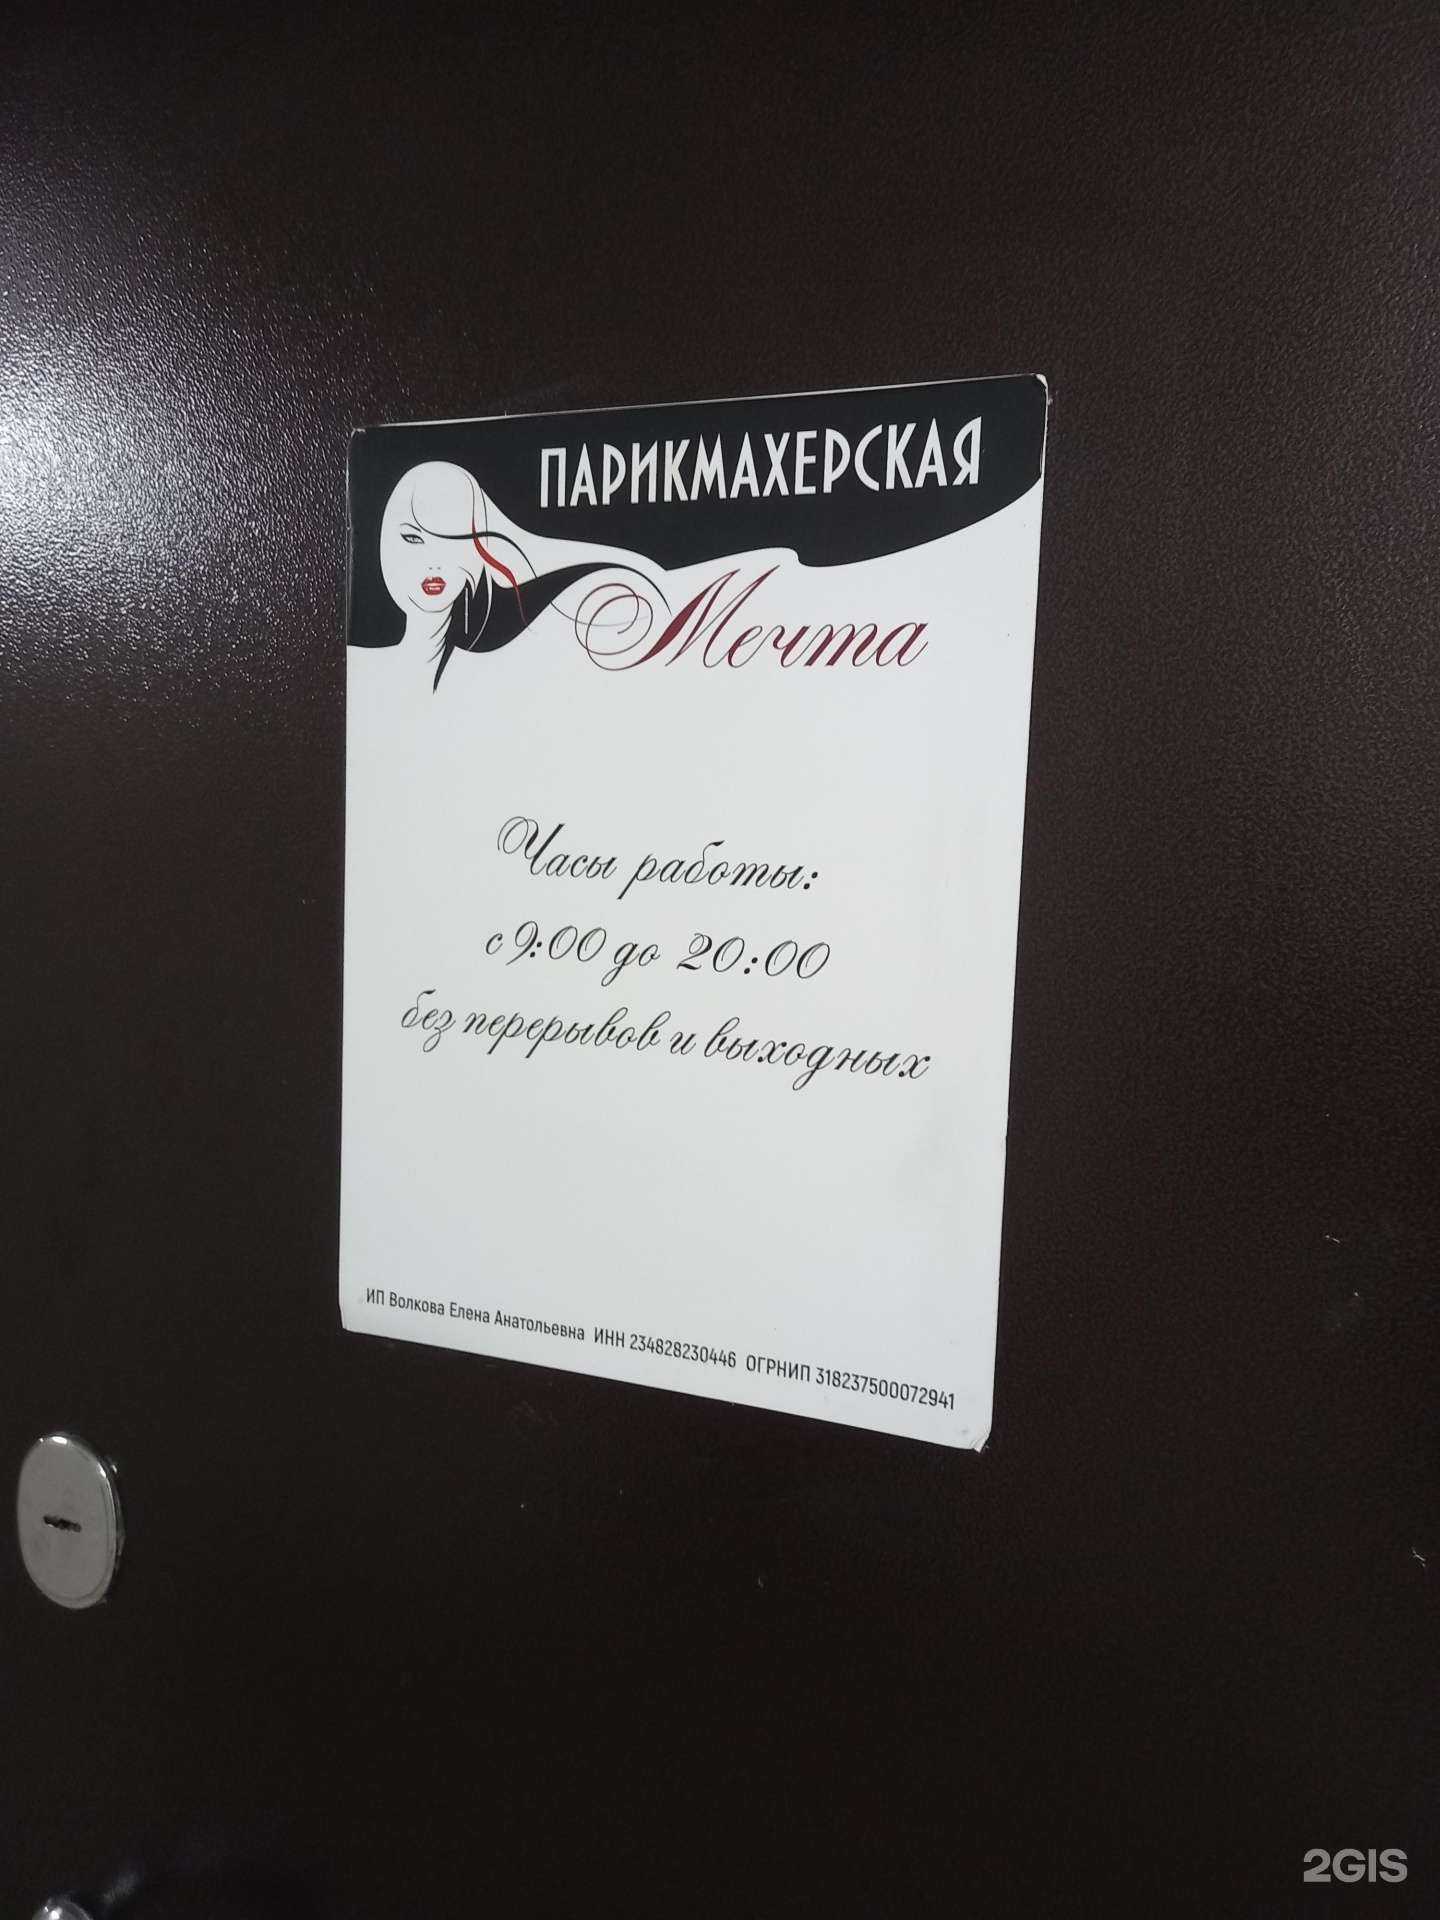 ПАРИКМАХЕРСКАЯ
Мечта
Часы работы:
с 9:00 до 20:00
без перерывов и выходных
ИП Волкова Елена Анатольевна ИНН 234828230446 ОГРНИП 318237500072941
2GIS